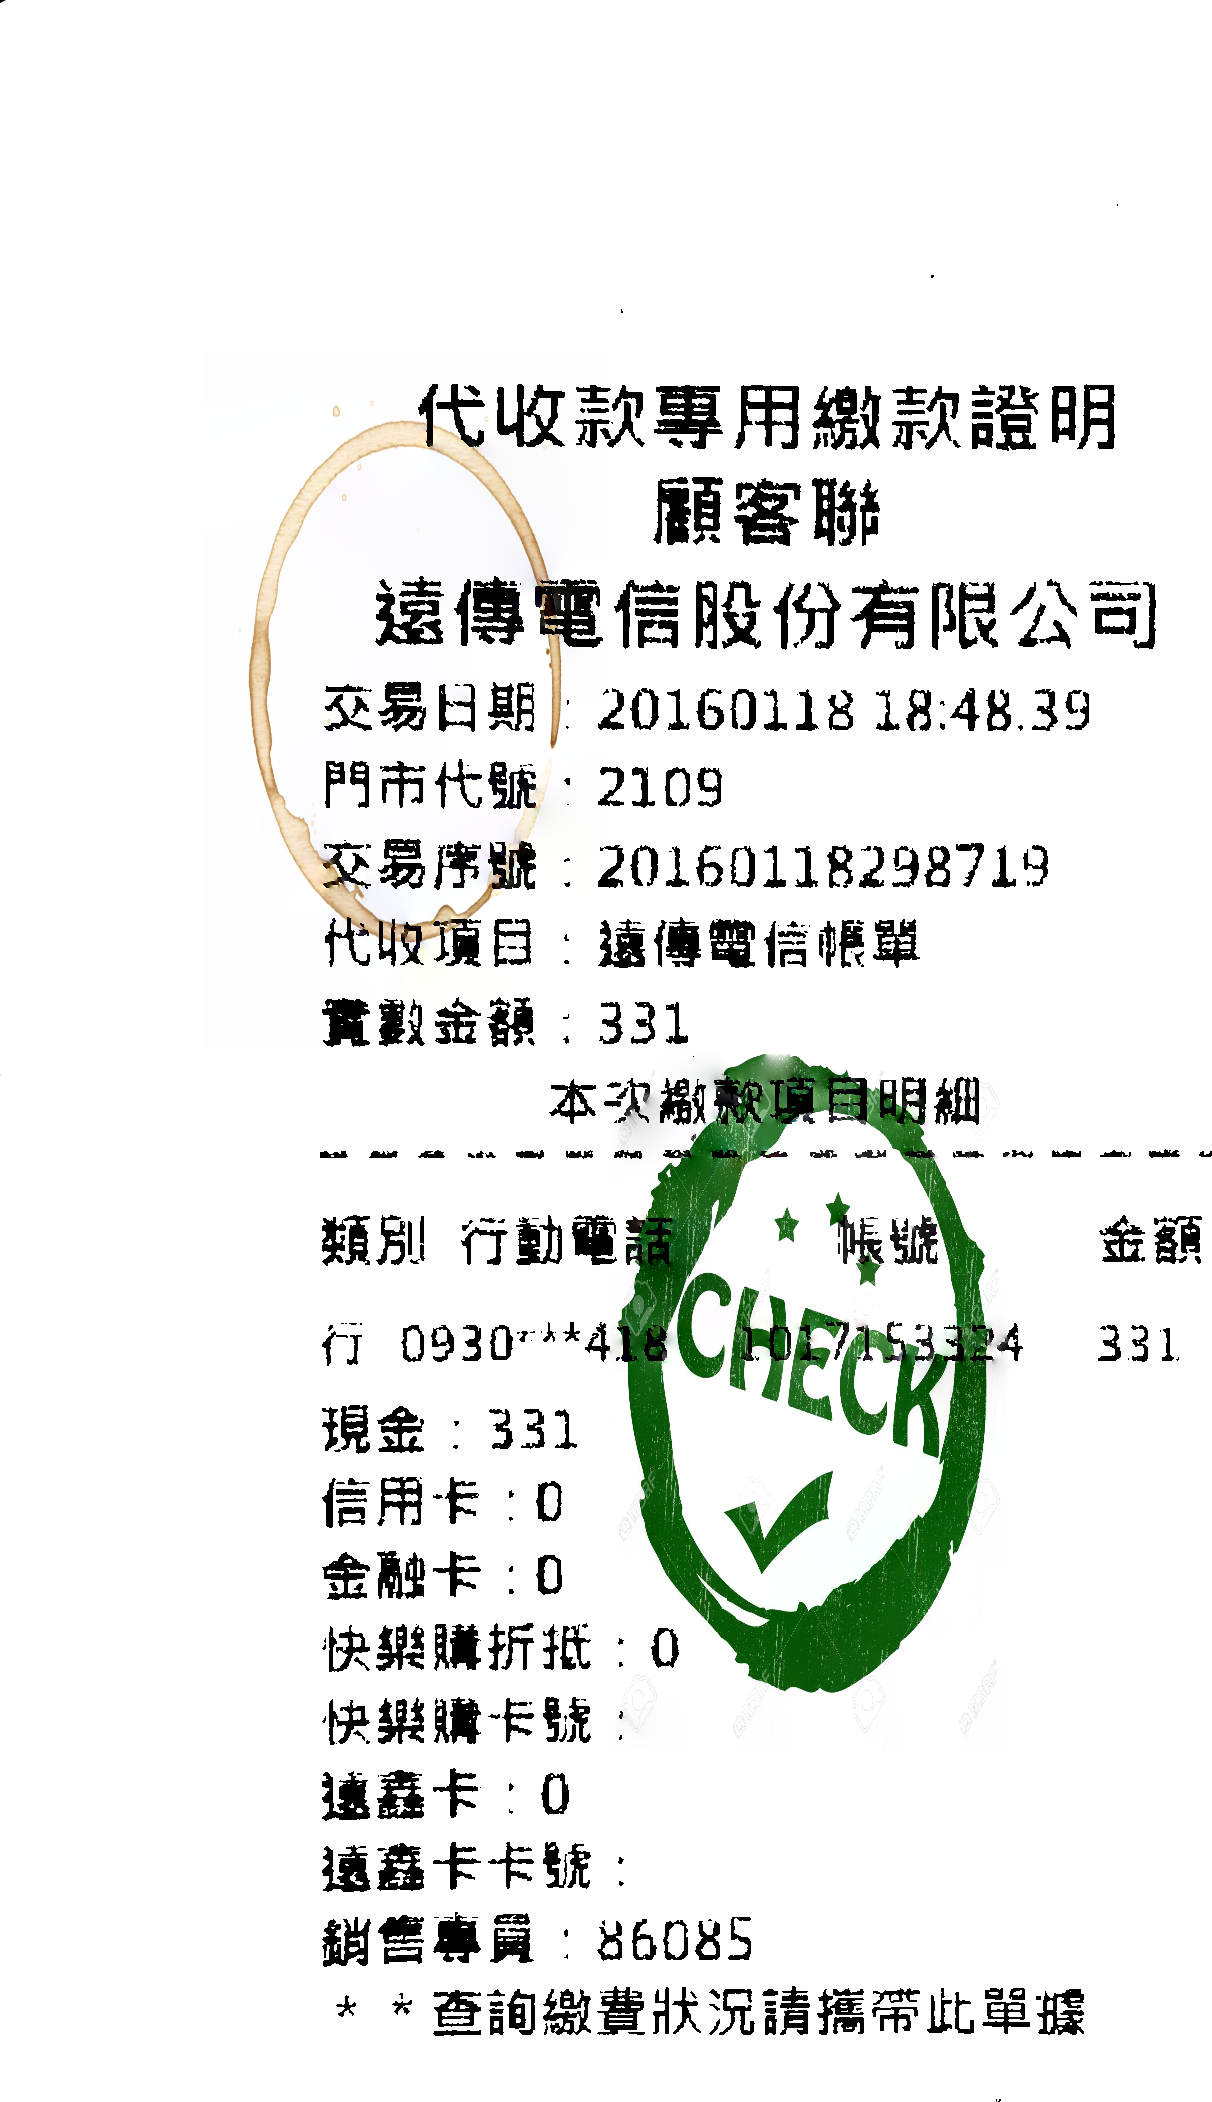 代收款專用繳款證明
顧客聯
遠傳電信股份有限公司
交易日期：20160118 18:48.39
門市代號：2109
交易序號：20160118298719
代收項目：遠傳電信帳單
實數金額：331
本次繳款項目明細
類別 行動電話 帳號 金額
行 0930***418 1017153324 331
現金：331
信用卡：0
金融卡：0
快樂購折抵：0
快樂購卡號：
遠鑫卡：0
遠鑫卡卡號：
銷售專員：86085
**查詢繳費狀況請攜帶此單據
CHECK